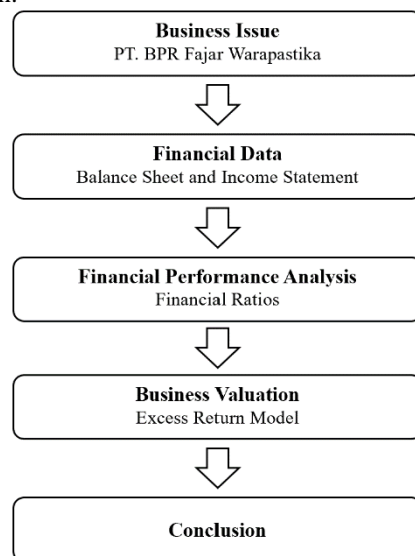 Business Issue
PT. BPR Fajar Warapastika
Financial Data
Balance Sheet and Income Statement
Financial Performance Analysis
Financial Ratios
Business Valuation
Excess Return Model
Conclusion